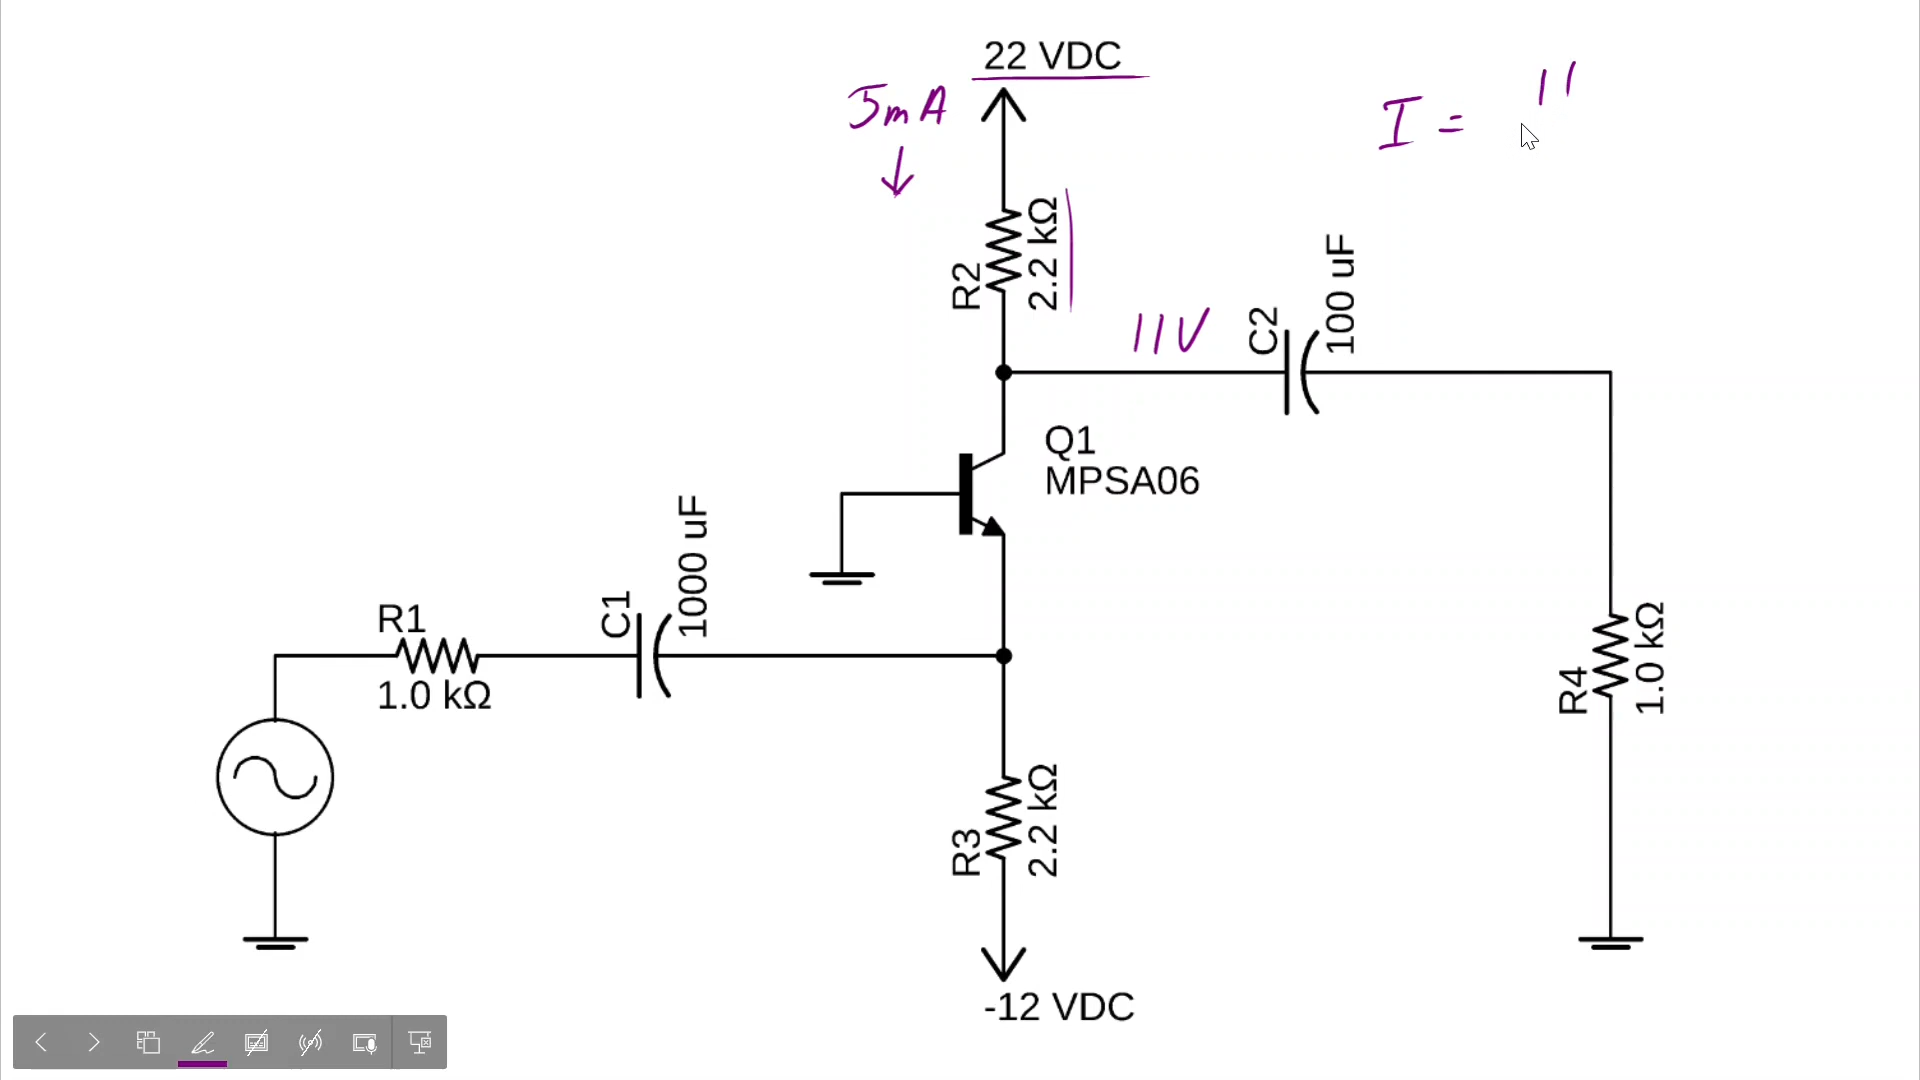 22 VDC
5mA
I = 11
R2
2.2 kΩ
11V
C2
100 uF
Q1
MPSA06
C1
1000 uF
R1
1.0 kΩ
R4
1.0 kΩ
R3
2.2 kΩ
-12 VDC